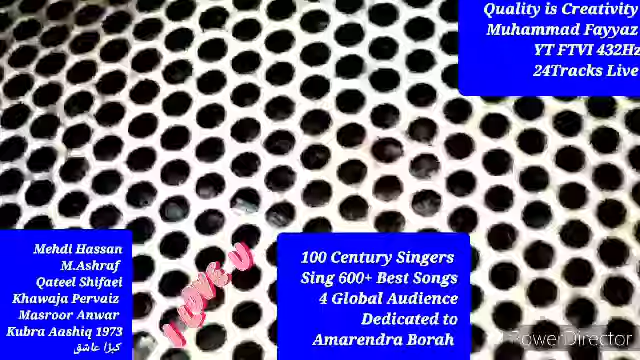 Quality is Creativity
Muhammad Fayyaz
YT FTVI 432Hz
24Tracks Live
Mehdi Hassan
M.Ashraf
Qateel Shifaei
Khawaja Pervaiz
Masroor Anwar
Kubra Aashiq 1973
کبڑا عاشق
I LOVE U
100 Century Singers
Sing 600+ Best Songs
4 Global Audience
Dedicated to
Amarendra Borah
PowerDirector